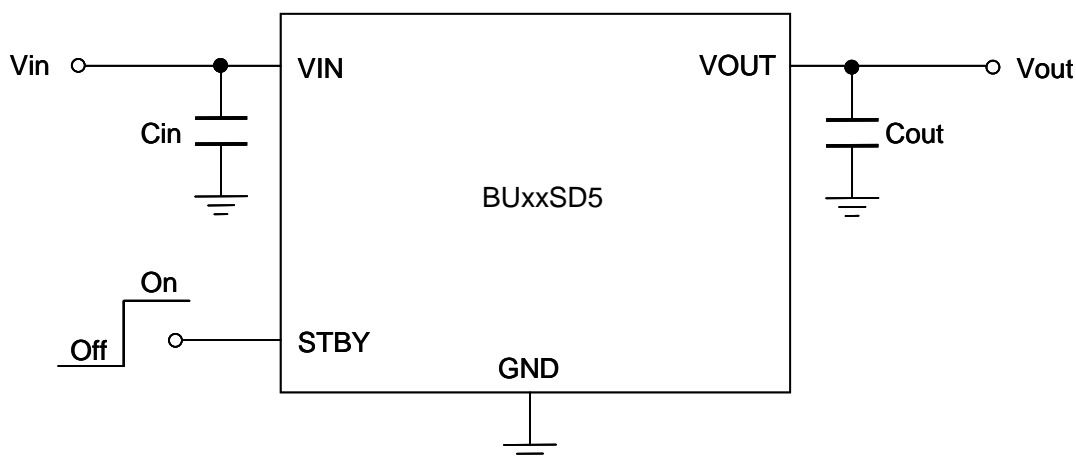 Vin
VIN
VOUT
Vout
Cin
Cout
BUxxSD5
On
Off
STBY
GND